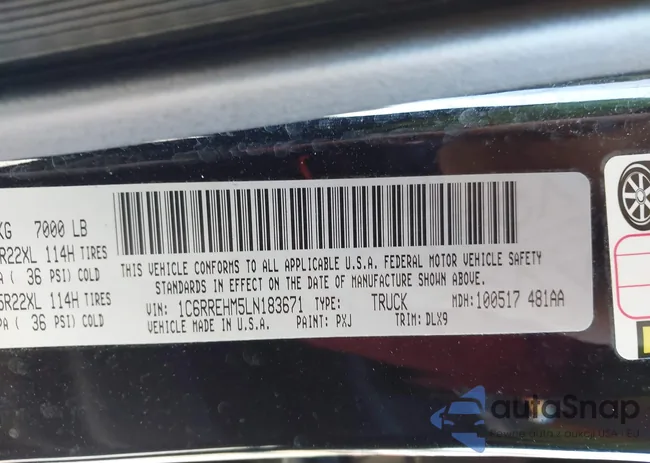 KG 7000 LB
R22XL 114H TIRES
PA ( 36 PSI) COLD
5R22XL 114H TIRES
PA ( 36 PSI) COLD
THIS VEHICLE CONFORMS TO ALL APPLICABLE U.S.A. FEDERAL MOTOR VEHICLE SAFETY
STANDARDS IN EFFECT ON THE DATE OF MANUFACTURE SHOWN ABOVE.
VIN: 1C6RREHM5LN183671 TYPE: TRUCK MDH: 100517 481AA
VEHICLE MADE IN U.S.A. PAINT: PXJ TRIM: DLX9
autoSnap